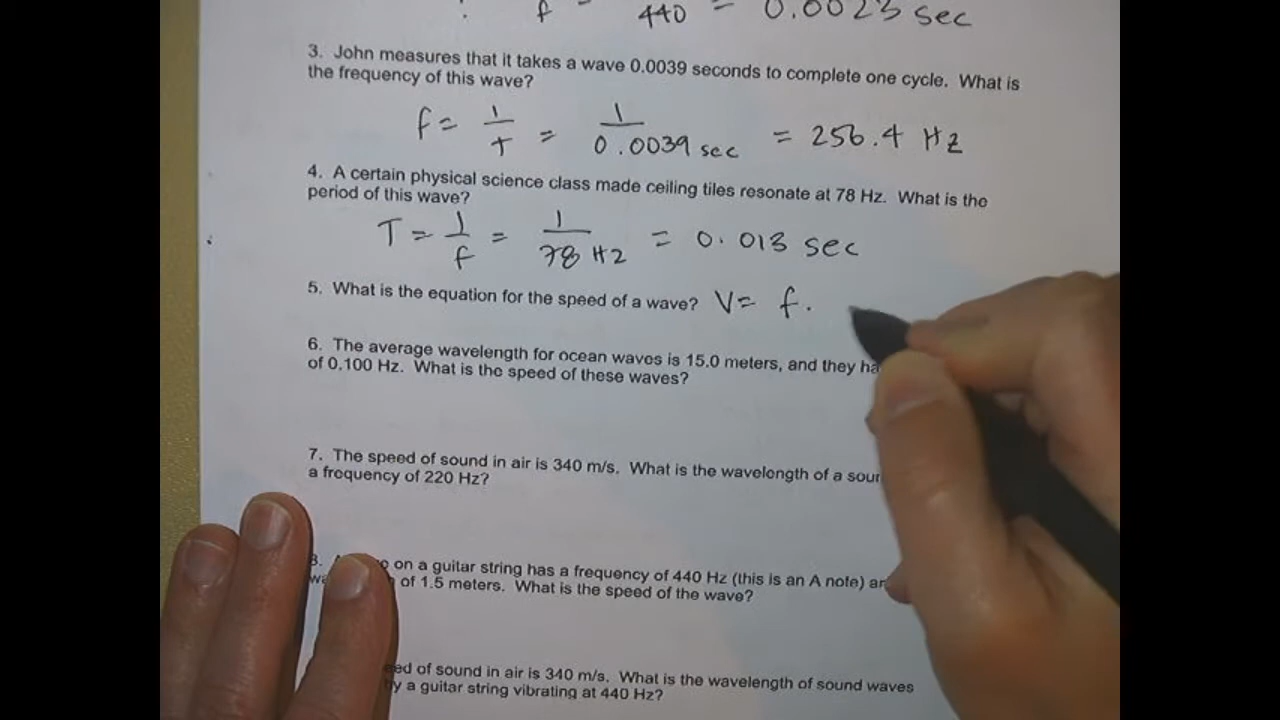 f = 440 = 0.0023 sec
3. John measures that it takes a wave 0.0039 seconds to complete one cycle. What is
the frequency of this wave?
f = 1/T = 1/0.0039 sec = 256.4 Hz
4. A certain physical science class made ceiling tiles resonate at 78 Hz. What is the
period of this wave?
T = 1/f = 1/78 Hz = 0.013 sec
5. What is the equation for the speed of a wave? V = f.
6. The average wavelength for ocean waves is 15.0 meters, and they ha
of 0.100 Hz. What is the speed of these waves?
7. The speed of sound in air is 340 m/s. What is the wavelength of a soun
a frequency of 220 Hz?
8. on a guitar string has a frequency of 440 Hz (this is an A note) an
of 1.5 meters. What is the speed of the wave?
eed of sound in air is 340 m/s. What is the wavelength of sound waves
by a guitar string vibrating at 440 Hz?